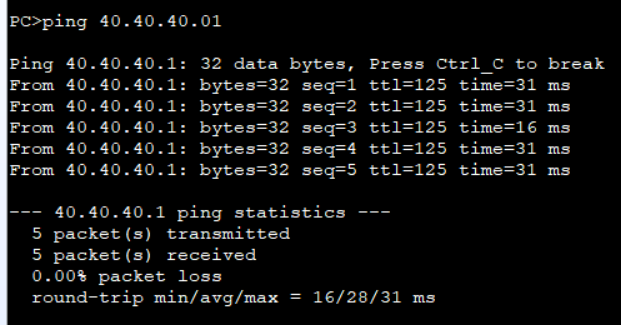 PC>ping 40.40.40.01
Ping 40.40.40.1: 32 data bytes, Press Ctrl_C to break
From 40.40.40.1: bytes=32 seq=1 ttl=125 time=31 ms
From 40.40.40.1: bytes=32 seq=2 ttl=125 time=31 ms
From 40.40.40.1: bytes=32 seq=3 ttl=125 time=16 ms
From 40.40.40.1: bytes=32 seq=4 ttl=125 time=31 ms
From 40.40.40.1: bytes=32 seq=5 ttl=125 time=31 ms
--- 40.40.40.1 ping statistics ---
5 packet(s) transmitted
5 packet(s) received
0.00% packet loss
round-trip min/avg/max = 16/28/31 ms